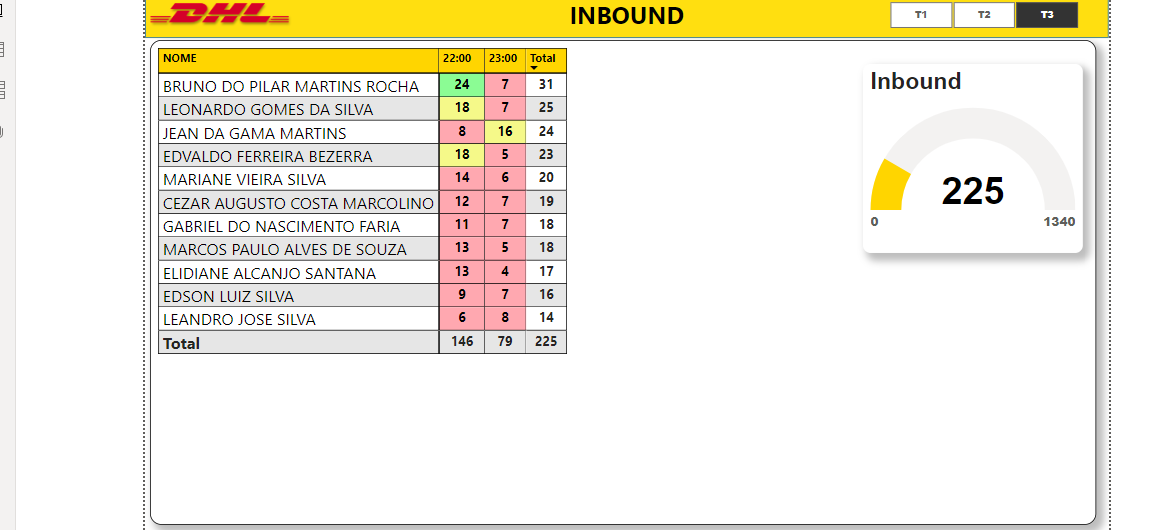 DHL INBOUND T1 T2 T3
NOME 22:00 23:00 Total
BRUNO DO PILAR MARTINS ROCHA 24 7 31
LEONARDO GOMES DA SILVA 18 7 25
JEAN DA GAMA MARTINS 8 16 24
EDVALDO FERREIRA BEZERRA 18 5 23
MARIANE VIEIRA SILVA 14 6 20
CEZAR AUGUSTO COSTA MARCOLINO 12 7 19
GABRIEL DO NASCIMENTO FARIA 11 7 18
MARCOS PAULO ALVES DE SOUZA 13 5 18
ELIDIANE ALCANJO SANTANA 13 4 17
EDSON LUIZ SILVA 9 7 16
LEANDRO JOSE SILVA 6 8 14
Total 146 79 225
Inbound
225
0 1340